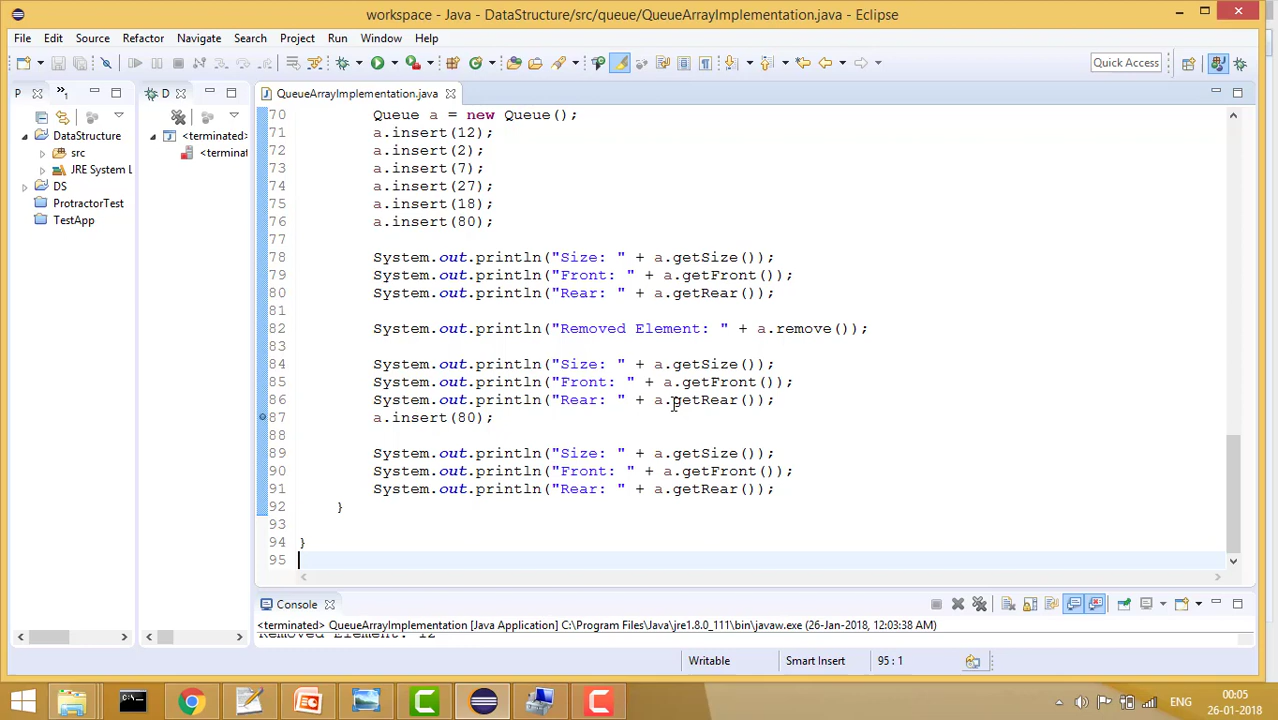 workspace - Java - DataStructure/src/queue/QueueArrayImplementation.java - Eclipse
File Edit Source Refactor Navigate Search Project Run Window Help
Quick Access
P
D
QueueArrayImplementation.java
DataStructure
src
JRE System L
DS
ProtractorTest
TestApp
<terminated>
<terminat
70 Queue a = new Queue();
71 a.insert(12);
72 a.insert(2);
73 a.insert(7);
74 a.insert(27);
75 a.insert(18);
76 a.insert(80);
77
78 System.out.println("Size: " + a.getSize());
79 System.out.println("Front: " + a.getFront());
80 System.out.println("Rear: " + a.getRear());
81
82 System.out.println("Removed Element: " + a.remove());
83
84 System.out.println("Size: " + a.getSize());
85 System.out.println("Front: " + a.getFront());
86 System.out.println("Rear: " + a.getRear());
87 a.insert(80);
88
89 System.out.println("Size: " + a.getSize());
90 System.out.println("Front: " + a.getFront());
91 System.out.println("Rear: " + a.getRear());
92 }
93
94 }
95
Console
<terminated> QueueArrayImplementation [Java Application] C:\Program Files\Java\jre1.8.0_111\bin\javaw.exe (26-Jan-2018, 12:03:38 AM)
Removed Element: 12
Writable Smart Insert 95 : 1
ENG
00:05
26-01-2018